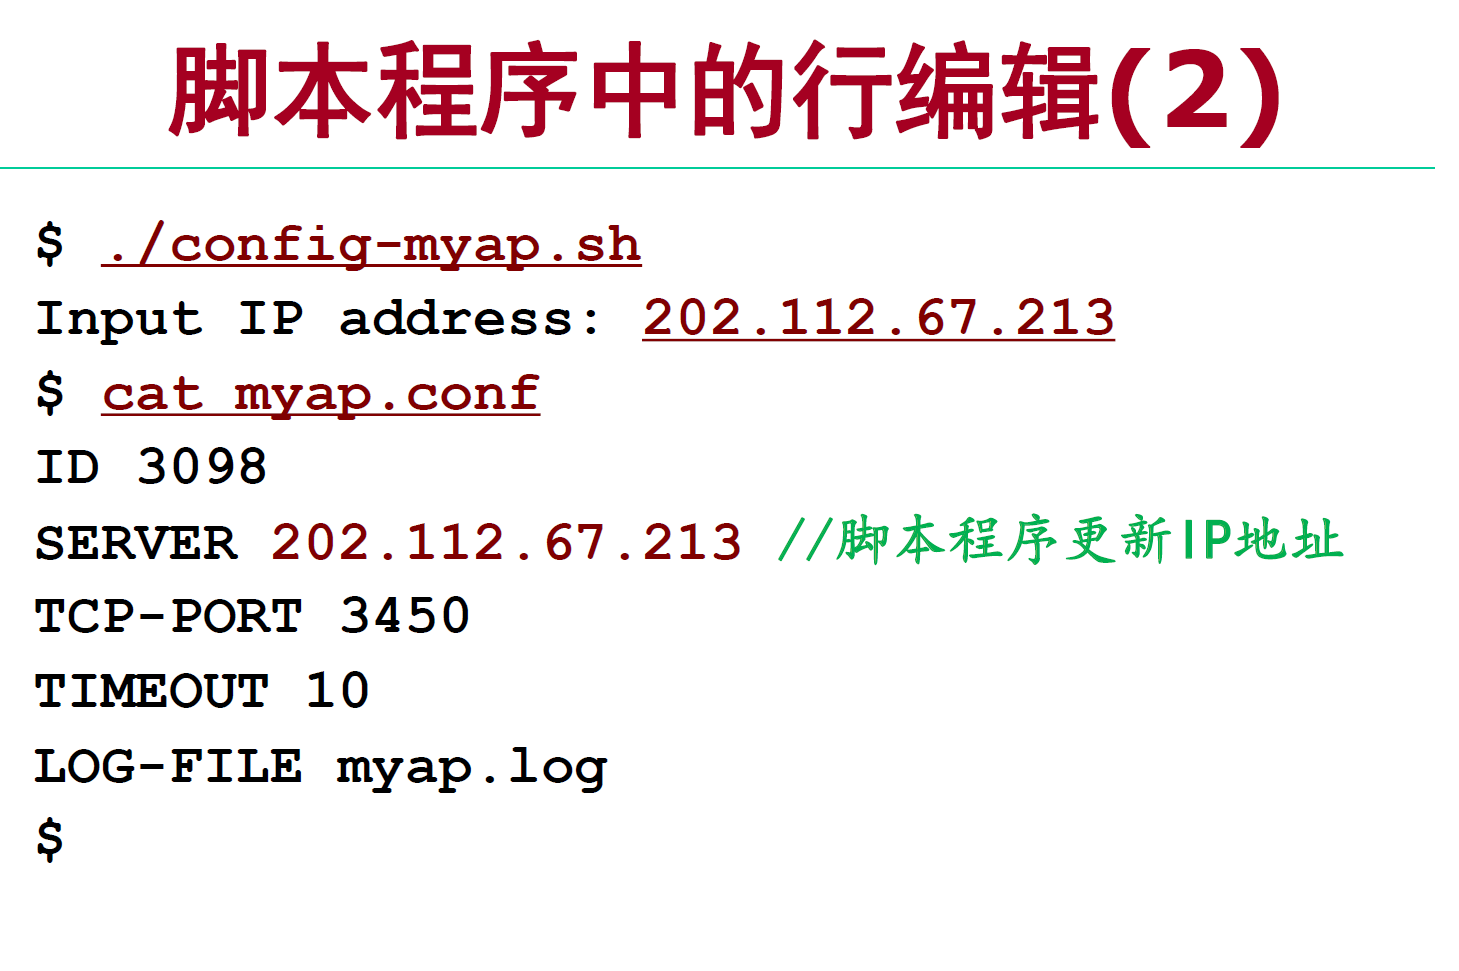 脚本程序中的行编辑(2)
$ ./config-myap.sh
Input IP address: 202.112.67.213
$ cat myap.conf
ID 3098
SERVER 202.112.67.213 //脚本程序更新IP地址
TCP-PORT 3450
TIMEOUT 10
LOG-FILE myap.log
$